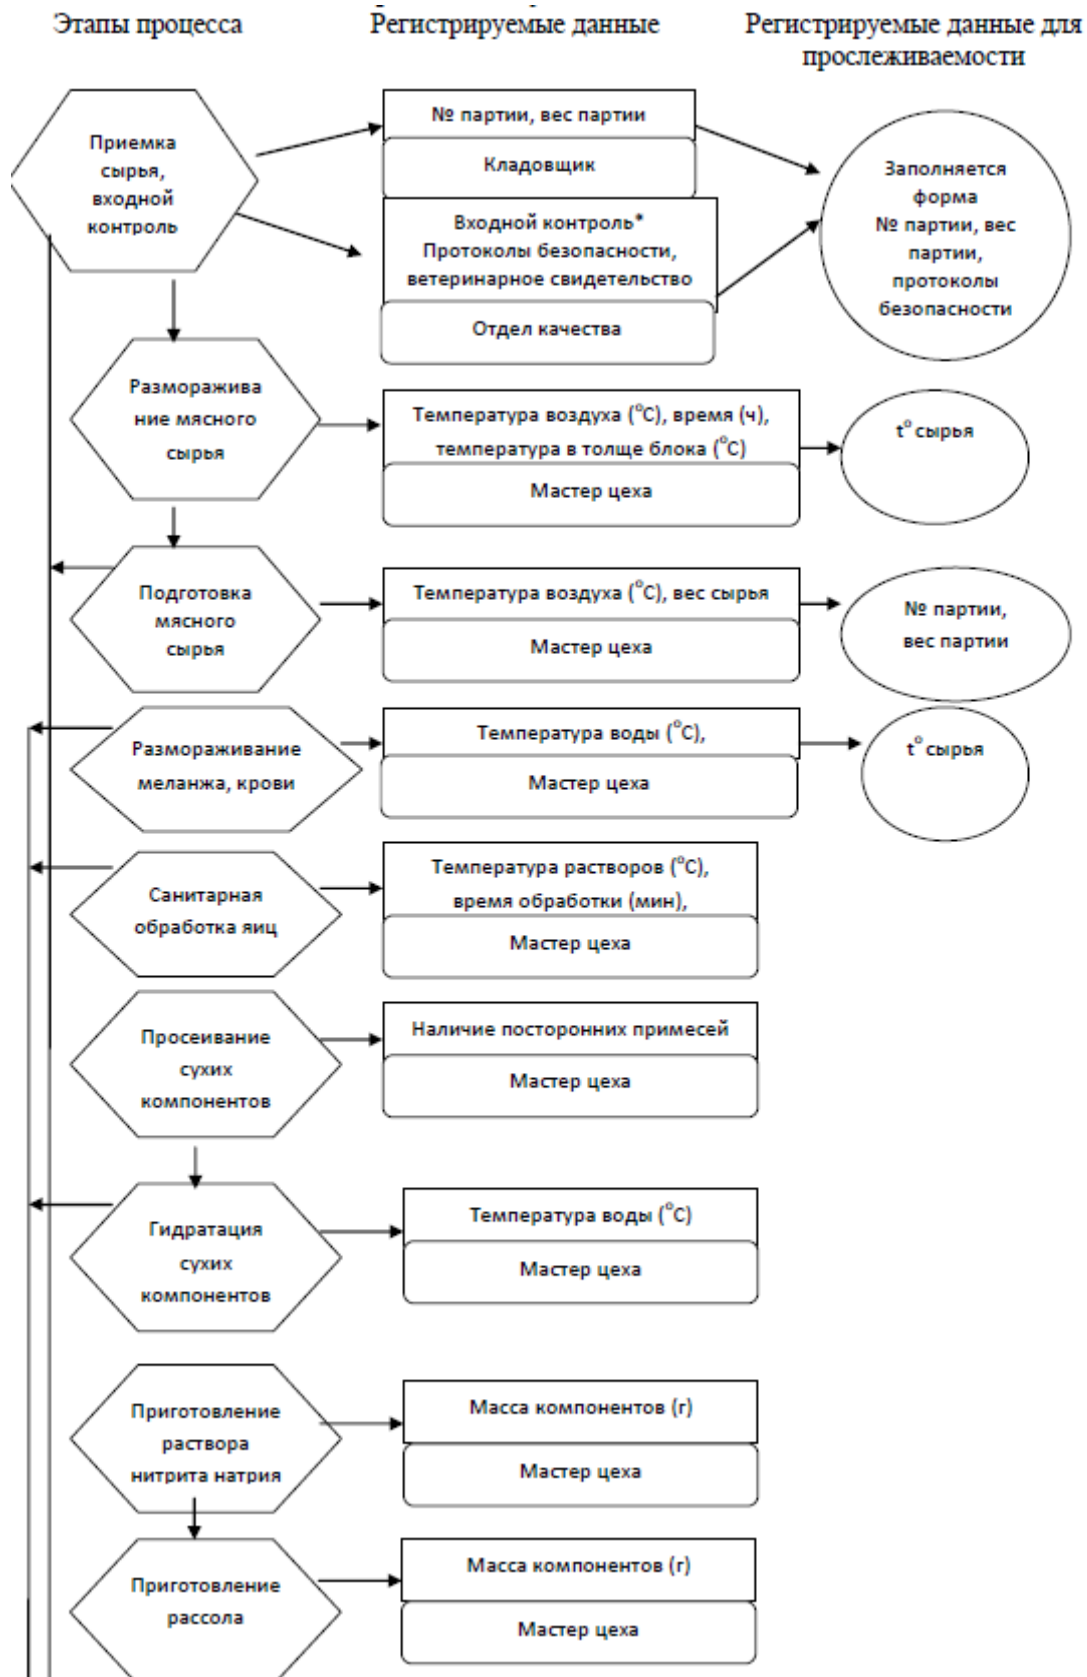 Этапы процесса
Регистрируемые данные
Регистрируемые данные для
прослеживаемости
Приемка
сырья,
входной
контроль
№ партии, вес партии
Кладовщик
Входной контроль*
Протоколы безопасности,
ветеринарное свидетельство
Отдел качества
Заполняется
форма
№ партии, вес
партии,
протоколы
безопасности
Разморажива
ние мясного
сырья
Температура воздуха (°С), время (ч),
температура в толще блока (°С)
Мастер цеха
t° сырья
Подготовка
мясного
сырья
Температура воздуха (°С), вес сырья
Мастер цеха
№ партии,
вес партии
Размораживание
меланжа, крови
Температура воды (°С),
Мастер цеха
t° сырья
Санитарная
обработка яиц
Температура растворов (°С),
время обработки (мин),
Мастер цеха
Просеивание
сухих
компонентов
Наличие посторонних примесей
Мастер цеха
Гидратация
сухих
компонентов
Температура воды (°С)
Мастер цеха
Приготовление
раствора
нитрита натрия
Масса компонентов (г)
Мастер цеха
Приготовление
рассола
Масса компонентов (г)
Мастер цеха